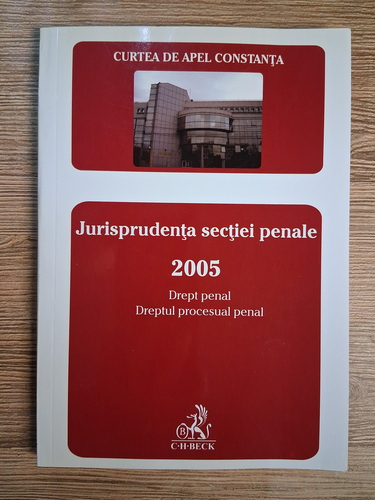 CURTEA DE APEL CONSTANŢA
Jurisprudenţa secţiei penale
2005
Drept penal
Dreptul procesual penal
B
C·H·BECK